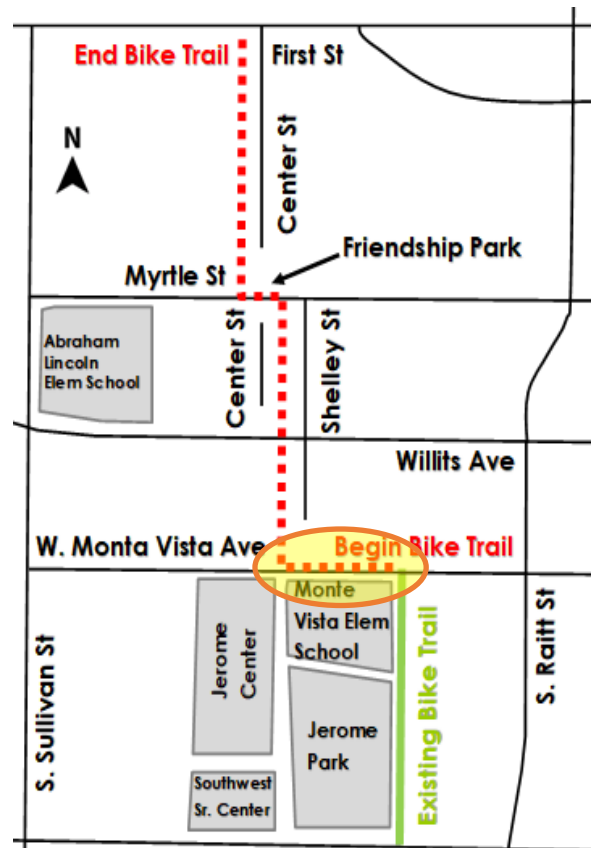 End Bike Trail
First St
N
Center St
Friendship Park
Myrtle St
Abraham
Lincoln
Elem School
Center St
Shelley St
Willits Ave
W. Monta Vista Ave
Begin Bike Trail
Monte
Vista Elem
School
Jerome
Center
Jerome
Park
Southwest
Sr. Center
S. Sullivan St
Existing Bike Trail
S. Raitt St